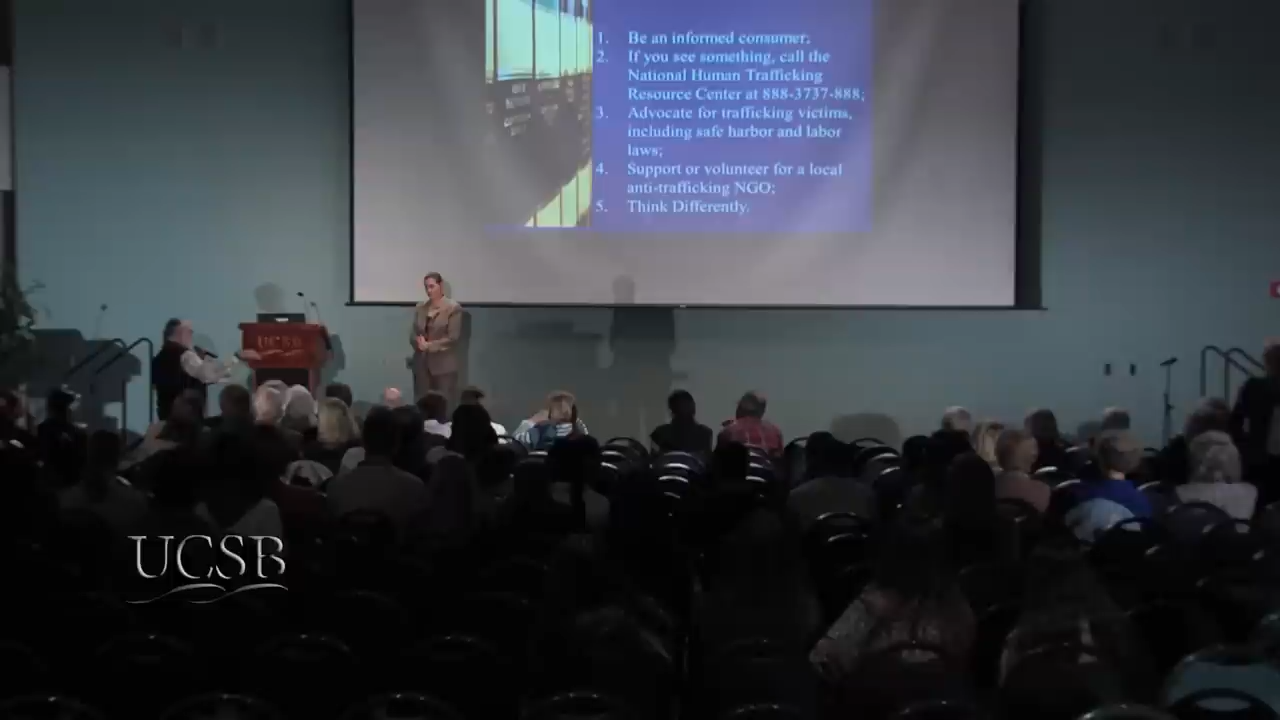 1. Be an informed consumer;
2. If you see something, call the
National Human Trafficking
Resource Center at 888-3737-888;
3. Advocate for trafficking victims,
including safe harbor and labor
laws;
4. Support or volunteer for a local
anti-trafficking NGO;
5. Think Differently.
UCSB
UCSB